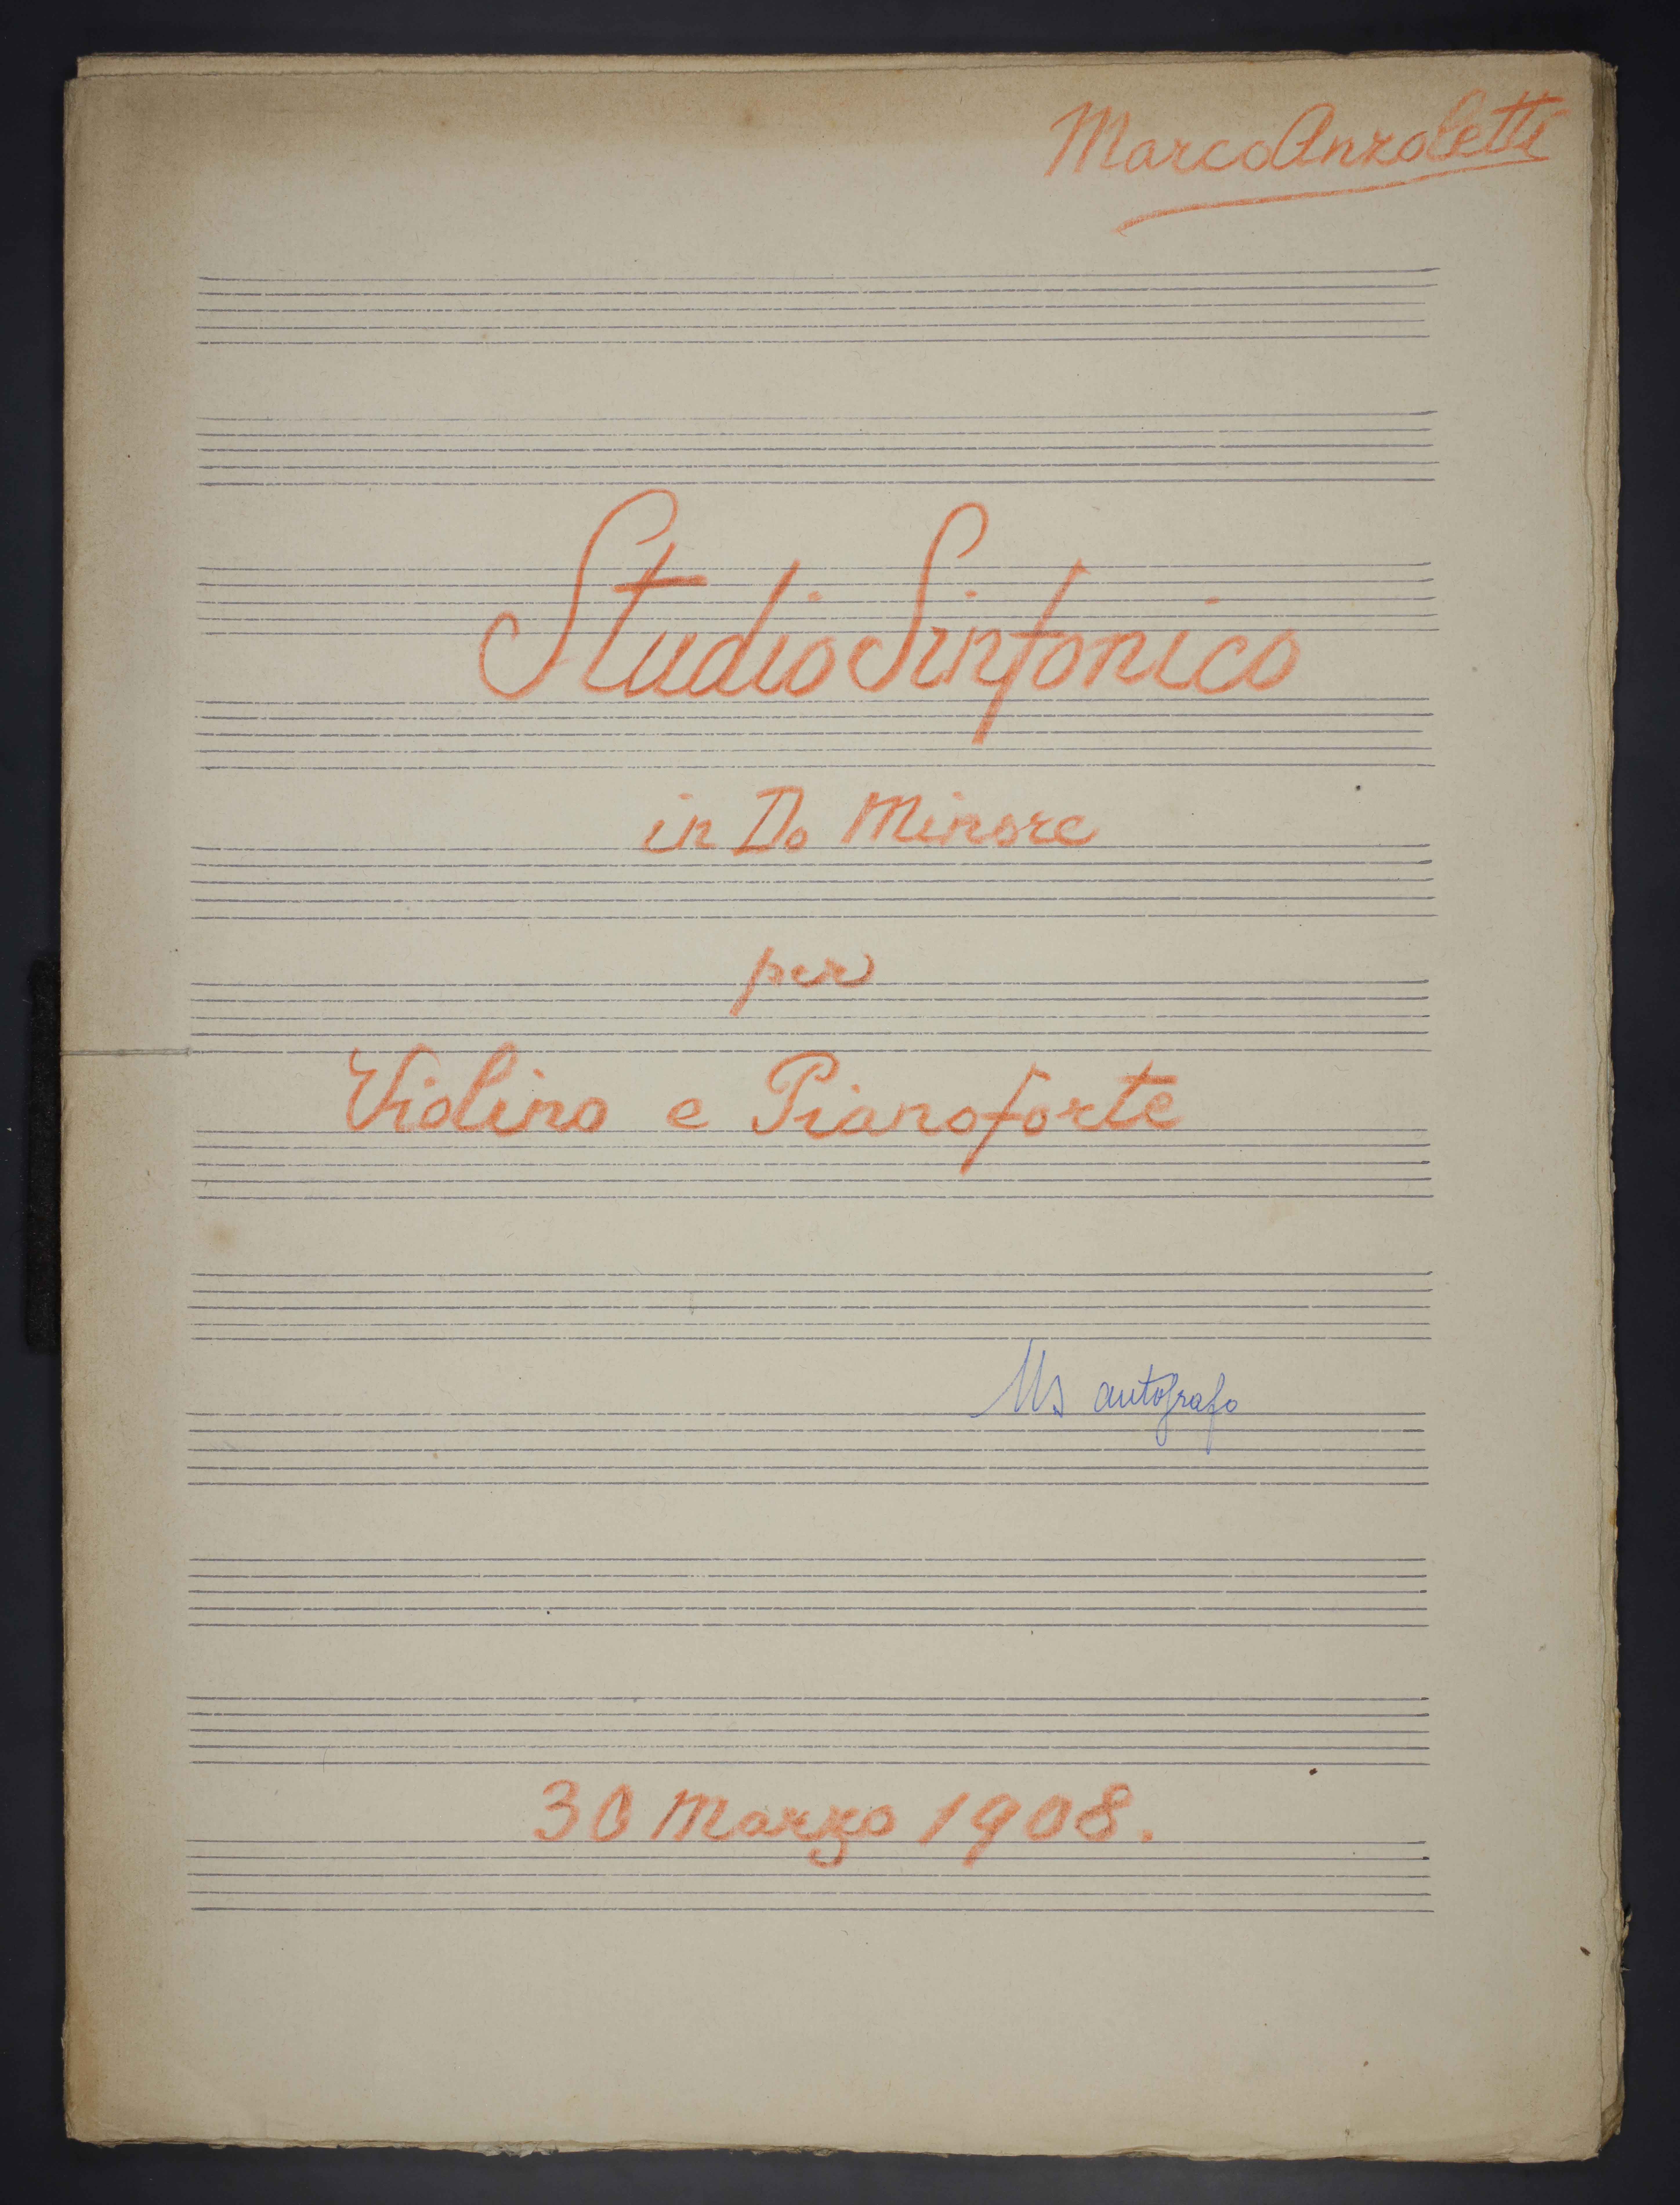 Marco Anzoletti
Studio Sinfonico
in Do Minore
per
Violino e Pianoforte
Ms autografo
30 Marzo 1908.